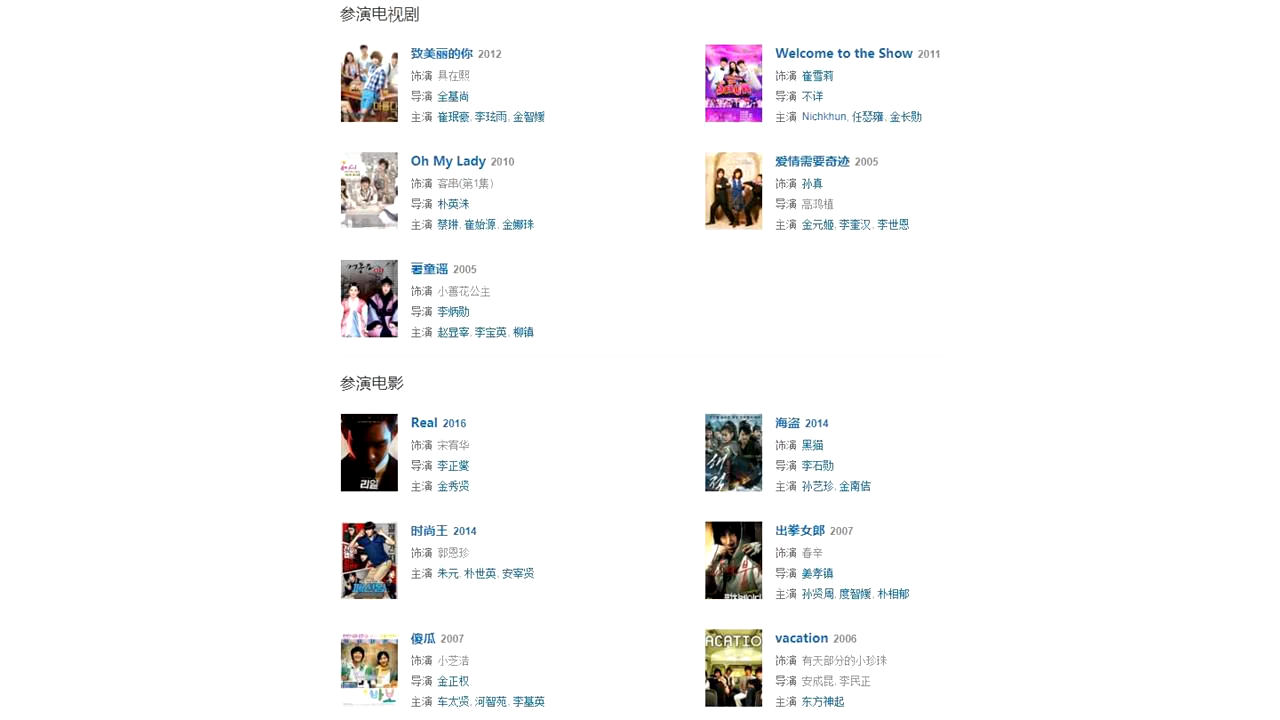 参演电视剧
致美丽的你 2012
饰演 具在熙
导演 全基尚
主演 崔珉豪, 李玹雨, 金智媛
Welcome to the Show 2011
饰演 崔雪莉
导演 不详
主演 Nichkhun, 任瑟雍, 金长勋
Oh My Lady 2010
饰演 客串(第1集)
导演 朴英洙
主演 蔡琳, 崔始源, 金娜珠
爱情需要奇迹 2005
饰演 孙真
导演 高鸿植
主演 金元姬, 李奎汉, 李世恩
薯童谣 2005
饰演 小善花公主
导演 李炳勋
主演 赵显宰, 李宝英, 柳镇
参演电影
Real 2016
饰演 宋宥华
导演 李正燮
主演 金秀贤
리얼
海盗 2014
饰演 黑猫
导演 李石勋
主演 孙艺珍, 金南佶
时尚王 2014
饰演 郭恩珍
主演 朱元, 朴世英, 安宰贤
패션왕
出拳女郎 2007
饰演 春辛
导演 姜孝镇
主演 孙贤周, 度智媛, 朴相郁
傻瓜 2007
饰演 小芝浩
导演 金正权
主演 车太贤, 河智苑, 李基英
바보
vacation 2006
饰演 有天部分的小珍珠
导演 安成昆, 李民正
主演 东方神起
ACATIO